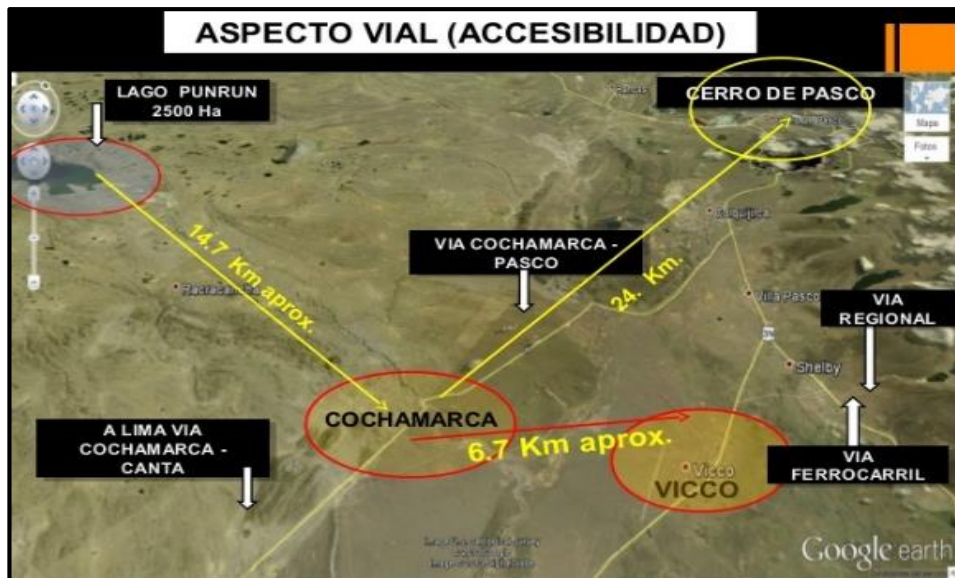 ASPECTO VIAL (ACCESIBILIDAD)
LAGO PUNRUN
2500 Ha
CERRO DE PASCO
Mapa
Fotos
Rancas
Colquijica
14.7 Km aprox.
VIA COCHAMARCA -
PASCO
24. Km.
Villa Pasco
VIA
REGIONAL
Shelby
COCHAMARCA
6.7 Km aprox.
A LIMA VIA
COCHAMARCA -
CANTA
Vicco
VICCO
VIA
FERROCARRIL
Google earth